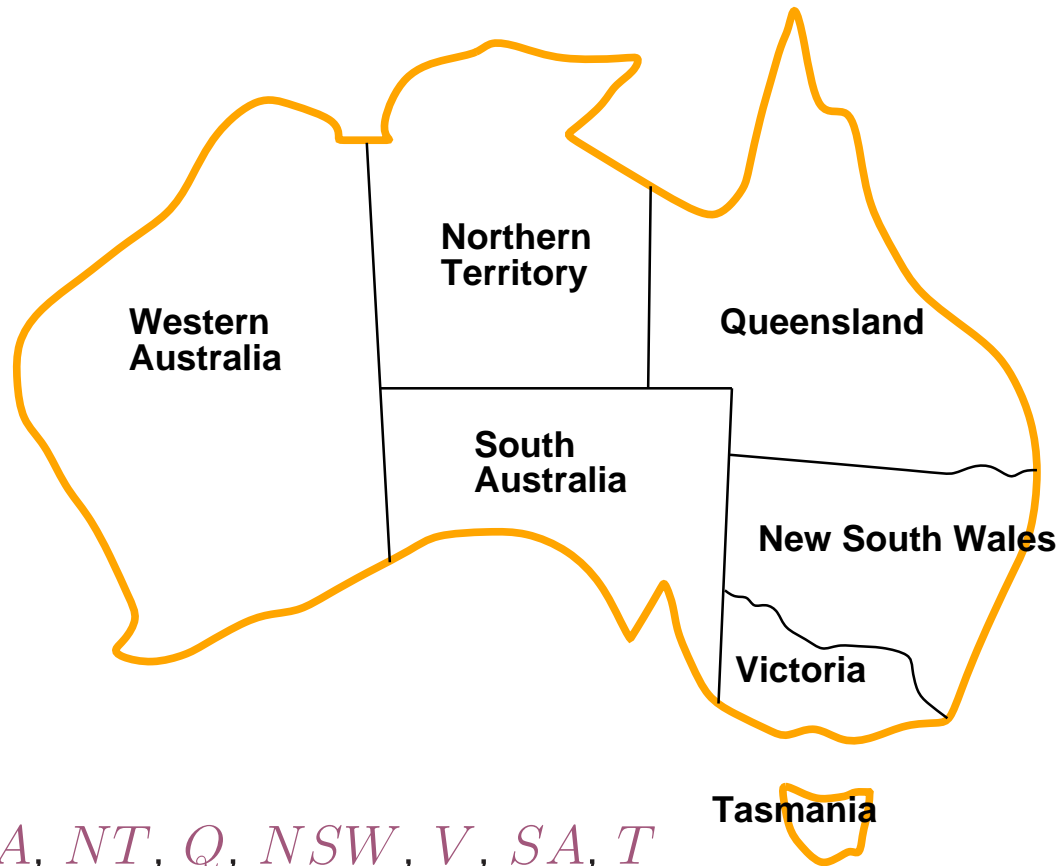 Northern
Territory
Western
Australia
Queensland
South
Australia
New South Wales
Victoria
Tasmania
A, NT, Q, NSW, V, SA, T